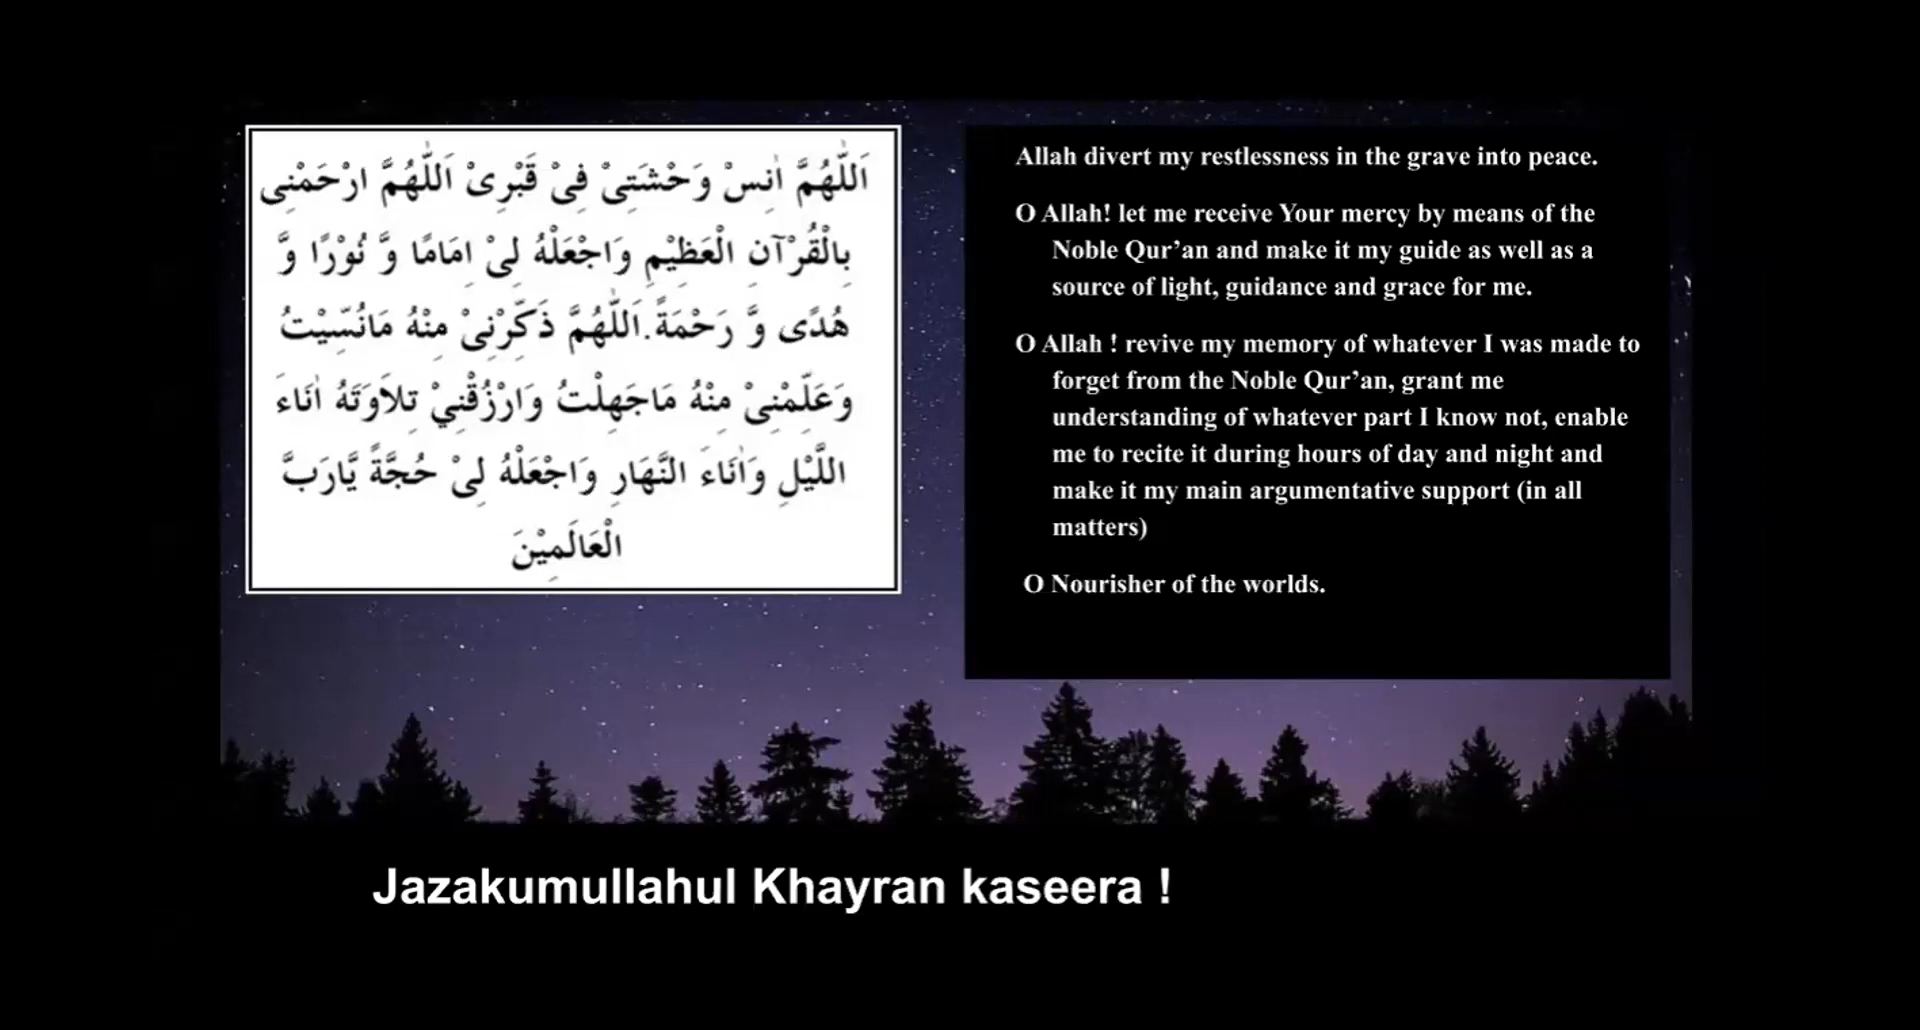 اَللّٰهُمَّ اٰنِسْ وَحْشَتِيْ فِيْ قَبْرِيْ اَللّٰهُمَّ ارْحَمْنِي
بِالْقُرْآنِ الْعَظِيْمِ وَاجْعَلْهُ لِيْ اِمَامًا وَّ نُوْرًا وَّ
هُدًى وَّ رَحْمَةً.اَللّٰهُمَّ ذَكِّرْنِيْ مِنْهُ مَانُسِّيْتُ
وَعَلِّمْنِيْ مِنْهُ مَاجَهِلْتُ وَارْزُقْنِيْ تِلاَوَتَهُ اٰنَاءَ
اللَّيْلِ وَاٰنَاءَ النَّهَارِ وَاجْعَلْهُ لِيْ حُجَّةً يَّارَبَّ
الْعَالَمِيْنَ
Allah divert my restlessness in the grave into peace.
O Allah! let me receive Your mercy by means of the
Noble Qur’an and make it my guide as well as a
source of light, guidance and grace for me.
O Allah ! revive my memory of whatever I was made to
forget from the Noble Qur’an, grant me
understanding of whatever part I know not, enable
me to recite it during hours of day and night and
make it my main argumentative support (in all
matters)
O Nourisher of the worlds.
Jazakumullahul Khayran kaseera !